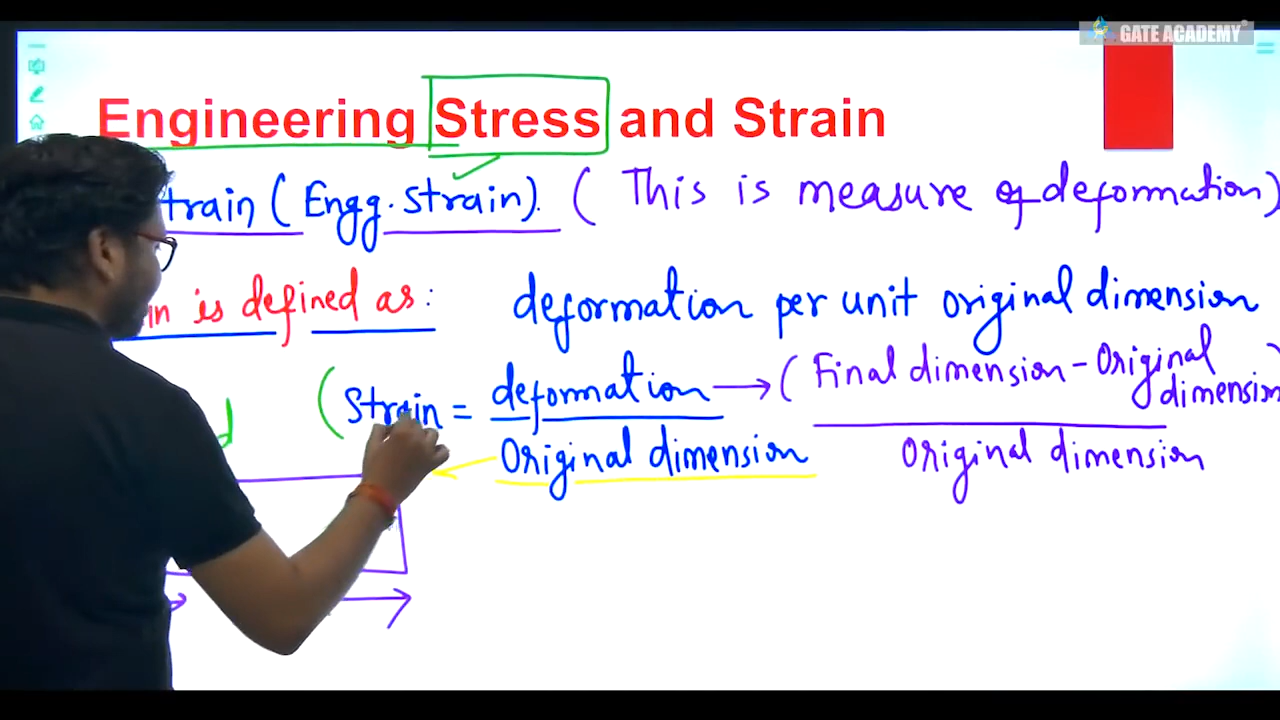 GATE ACADEMY
Engineering Stress and Strain
train (Engg. Strain). (This is measure of deformation)
in is defined as: deformation per unit original dimension
(Strain = deformation → (Final dimension - Original dimension)
Original dimension
Original dimension
d